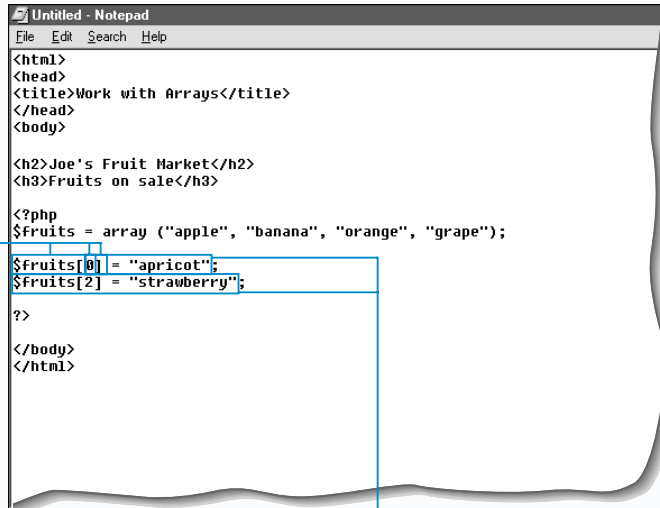 Untitled - Notepad
File Edit Search Help
<html>
<head>
<title>Work with Arrays</title>
</head>
<body>
<h2>Joe's Fruit Market</h2>
<h3>Fruits on sale</h3>
<?php
$fruits = array ("apple", "banana", "orange", "grape");
$fruits[0] = "apricot";
$fruits[2] = "strawberry";
?>
</body>
</html>